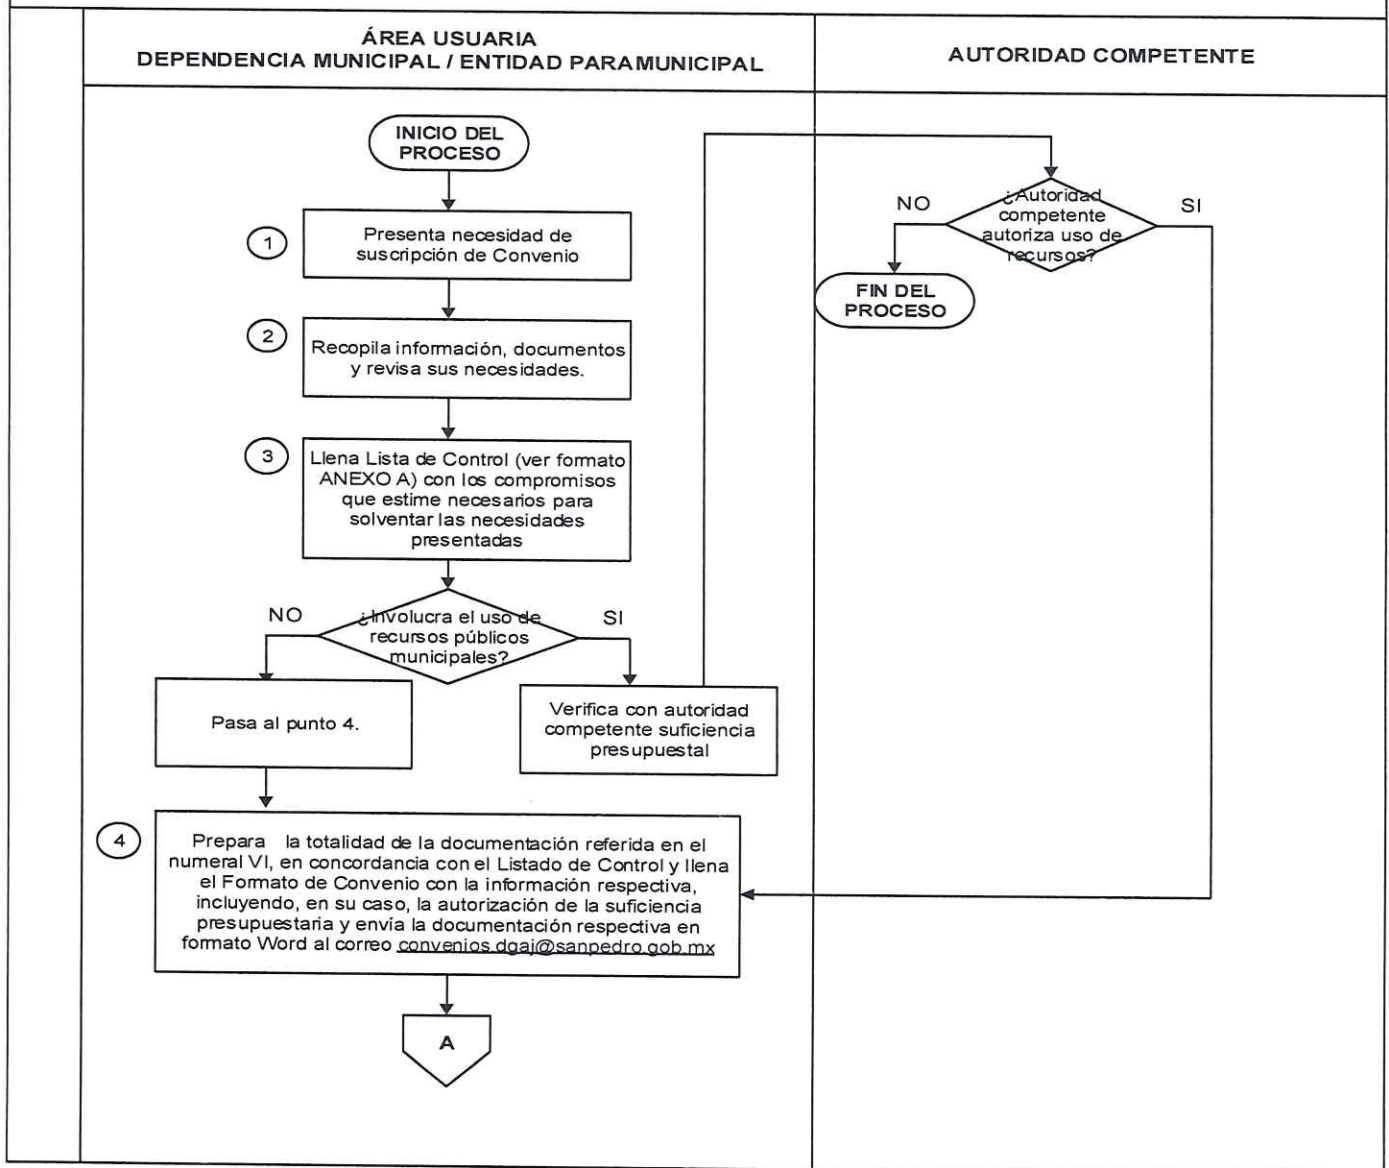 ÁREA USUARIA
DEPENDENCIA MUNICIPAL / ENTIDAD PARAMUNICIPAL
AUTORIDAD COMPETENTE
INICIO DEL
PROCESO
1
Presenta necesidad de
suscripción de Convenio
2
Recopila información, documentos
y revisa sus necesidades.
3
Llena Lista de Control (ver formato
ANEXO A) con los compromisos
que estime necesarios para
solventar las necesidades
presentadas
NO
¿Involucra el uso de
recursos públicos
municipales?
SI
Pasa al punto 4.
Verifica con autoridad
competente suficiencia
presupuestal
NO
¿Autoridad
competente
autoriza uso de
recursos?
SI
FIN DEL
PROCESO
4
Prepara la totalidad de la documentación referida en el
numeral VI, en concordancia con el Listado de Control y llena
el Formato de Convenio con la información respectiva,
incluyendo, en su caso, la autorización de la suficiencia
presupuestaria y envía la documentación respectiva en
formato Word al correo convenios.dgaj@sanpedro.gob.mx
A